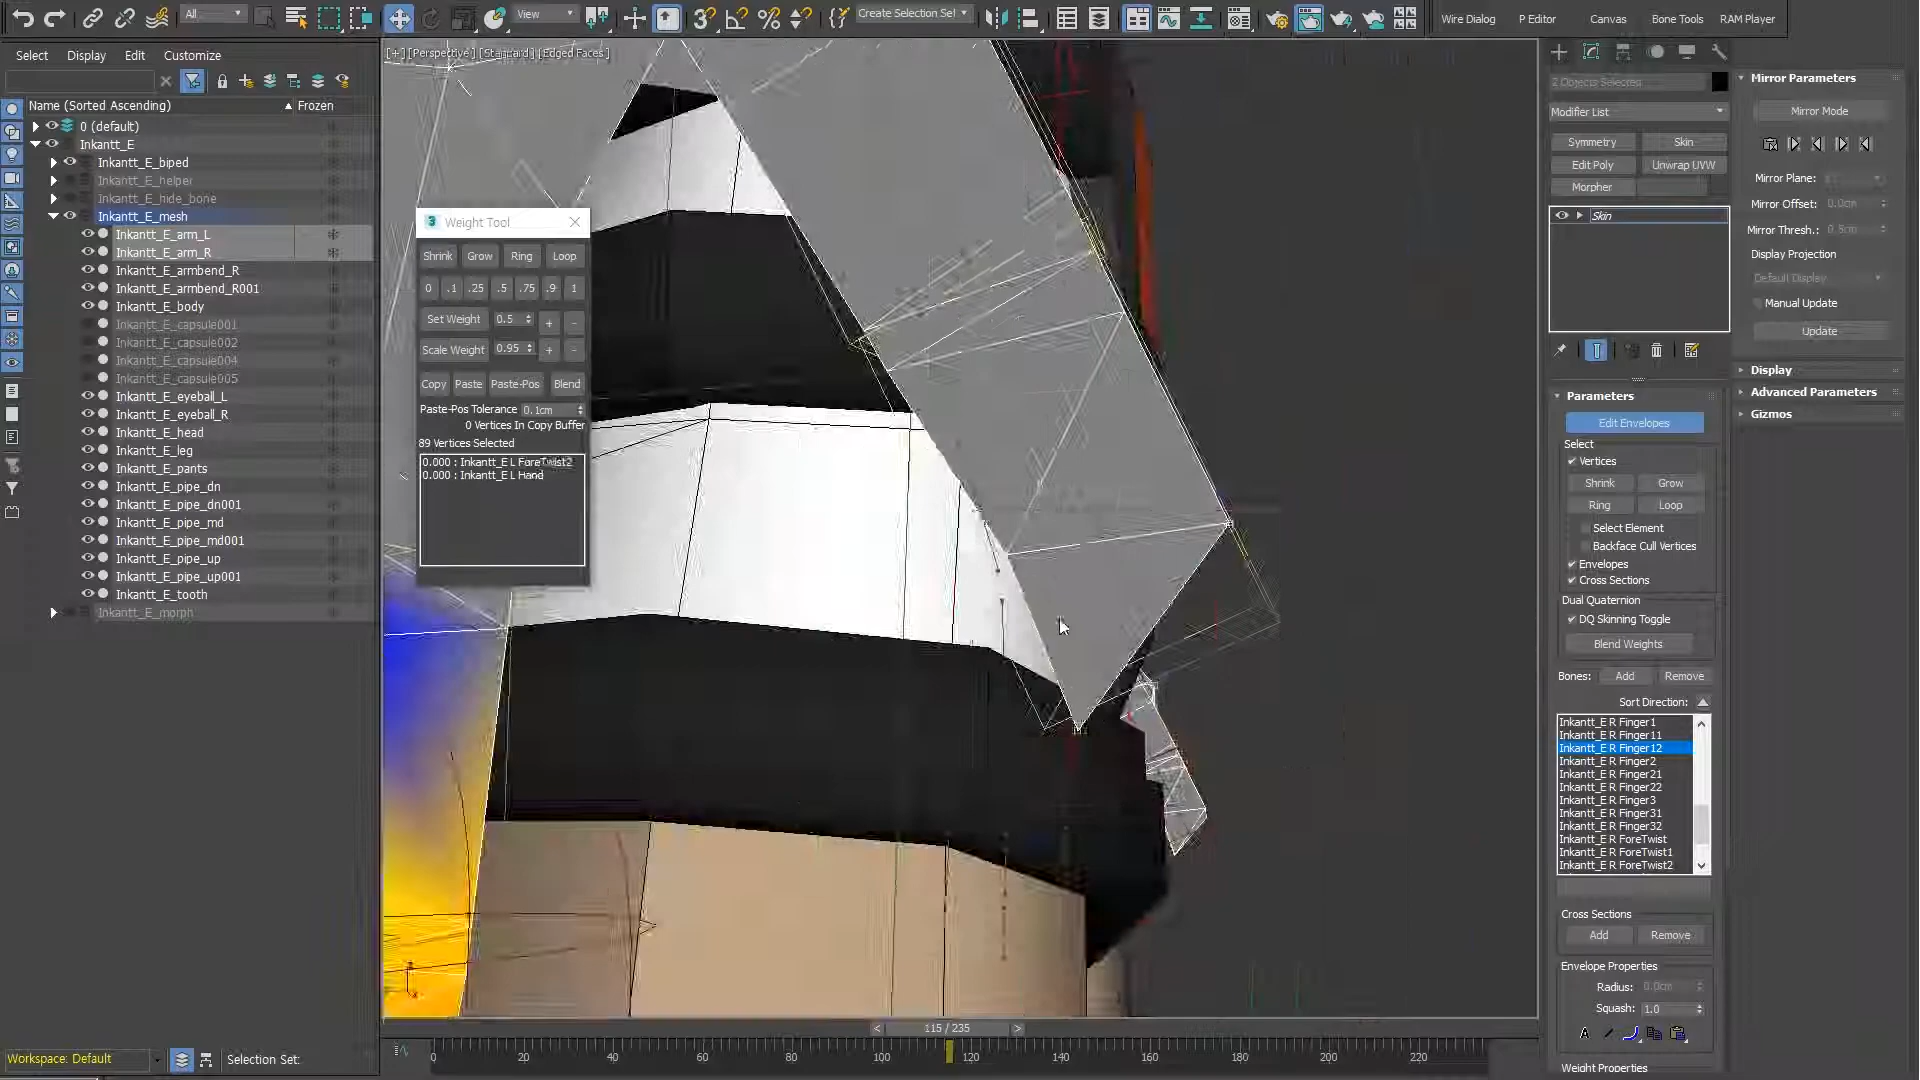 All
View
Create Selection Set
Wire Dialog
P Editor
Canvas
Bone Tools
RAM Player
Select
Display
Edit
Customize
Name (Sorted Ascending)
Frozen
0 (default)
Inkantt_E
Inkantt_E_biped
Inkantt_E_helper
Inkantt_E_hide_bone
Inkantt_E_mesh
Inkantt_E_arm_L
Inkantt_E_arm_R
Inkantt_E_armbend_R
Inkantt_E_armbend_R001
Inkantt_E_body
Inkantt_E_capsule001
Inkantt_E_capsule002
Inkantt_E_capsule004
Inkantt_E_capsule005
Inkantt_E_eyeball_L
Inkantt_E_eyeball_R
Inkantt_E_head
Inkantt_E_leg
Inkantt_E_pants
Inkantt_E_pipe_dn
Inkantt_E_pipe_dn001
Inkantt_E_pipe_md
Inkantt_E_pipe_md001
Inkantt_E_pipe_up
Inkantt_E_pipe_up001
Inkantt_E_tooth
Inkantt_E_morph
Workspace: Default
Selection Set:
[+] [Perspective] [Standard] [Edged Faces]
Weight Tool
Shrink
Grow
Ring
Loop
0 .1 .25 .5 .75 .9 1
Set Weight 0.5 + -
Scale Weight 0.95 + -
Copy
Paste
Paste-Pos
Blend
Paste-Pos Tolerance 0.1cm
0 Vertices In Copy Buffer
89 Vertices Selected
0.000 : Inkantt_E L ForeTwist2
0.000 : Inkantt_E L Hand
< 115 / 235 >
0 20 40 60 80 100 120 140 160 180 200 220
2 Objects Selected
Modifier List
Symmetry
Skin
Edit Poly
Unwrap UVW
Morpher
Skin
Parameters
Edit Envelopes
Select
Vertices
Shrink
Grow
Ring
Loop
Select Element
Backface Cull Vertices
Envelopes
Cross Sections
Dual Quaternion
DQ Skinning Toggle
Blend Weights
Bones: Add Remove
Sort Direction:
Inkantt_E R Finger1
Inkantt_E R Finger11
Inkantt_E R Finger12
Inkantt_E R Finger2
Inkantt_E R Finger21
Inkantt_E R Finger22
Inkantt_E R Finger3
Inkantt_E R Finger31
Inkantt_E R Finger32
Inkantt_E R ForeTwist
Inkantt_E R ForeTwist1
Inkantt_E R ForeTwist2
Cross Sections
Add
Remove
Envelope Properties
Radius: 0.0cm
Squash: 1.0
Weight Properties
Mirror Parameters
Mirror Mode
Mirror Plane:
Mirror Offset: 0.0cm
Mirror Thresh.: 0.5cm
Display Projection
Default Display
Manual Update
Update
Display
Advanced Parameters
Gizmos